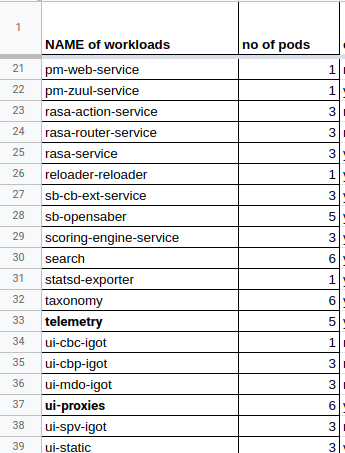 1 NAME of workloads no of pods
21 pm-web-service 1
22 pm-zuul-service 1
23 rasa-action-service 3
24 rasa-router-service 3
25 rasa-service 3
26 reloader-reloader 1
27 sb-cb-ext-service 3
28 sb-opensaber 5
29 scoring-engine-service 3
30 search 6
31 statsd-exporter 1
32 taxonomy 6
33 telemetry 5
34 ui-cbc-igot 1
35 ui-cbp-igot 3
36 ui-mdo-igot 3
37 ui-proxies 6
38 ui-spv-igot 3
39 ui-static 3